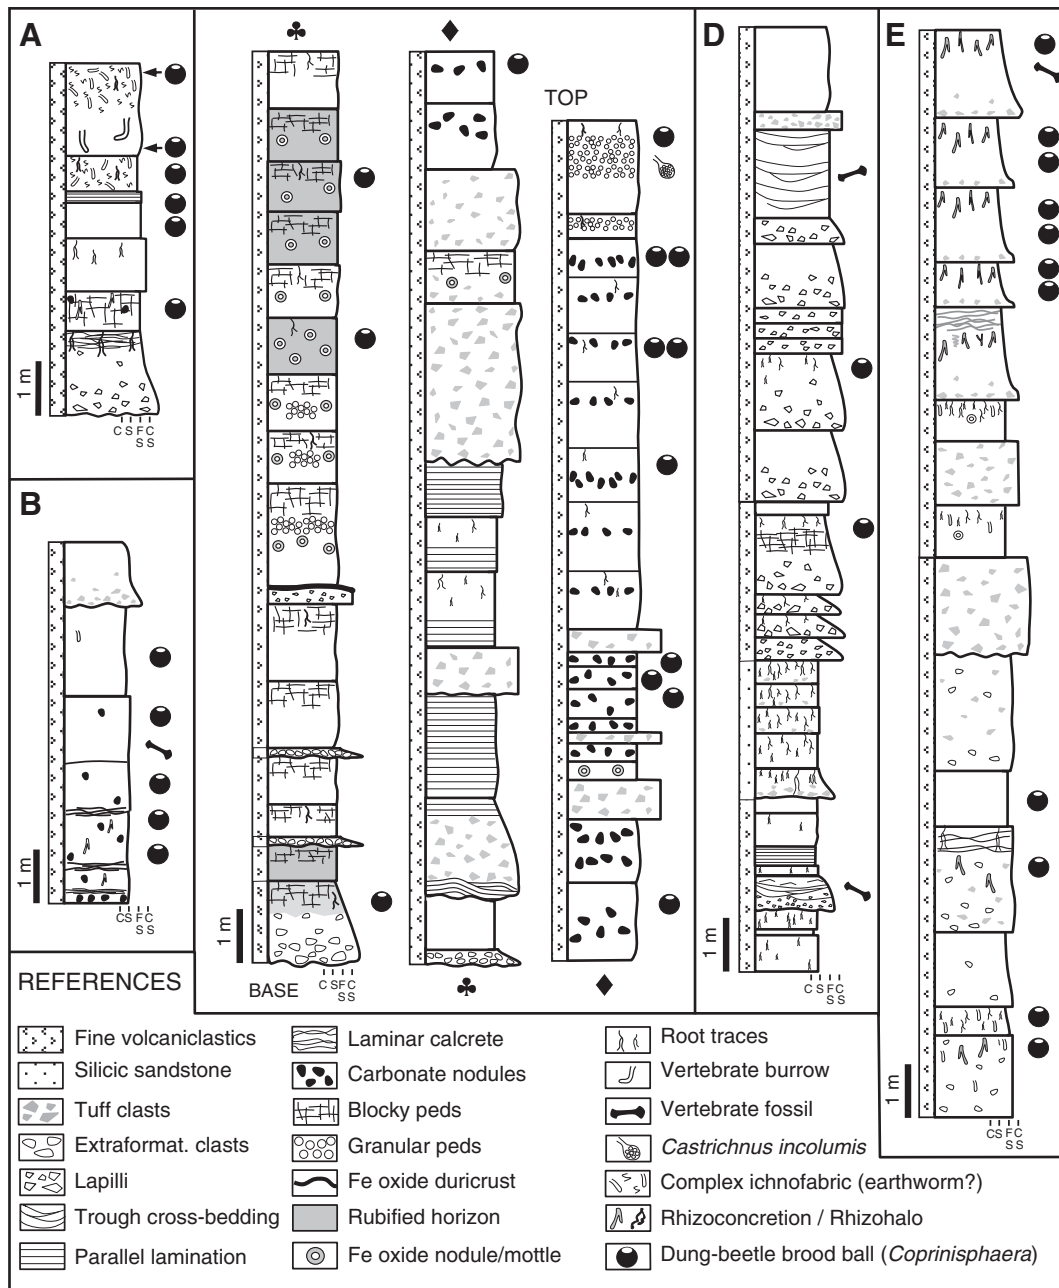 A
1 m
C S F C
S S
B
1 m
C S F C
S S
TOP
BASE
1 m
C S F C
S S
D
1 m
C S F C
S S
E
1 m
C S F C
S S
REFERENCES
Fine volcaniclastics
Silicic sandstone
Tuff clasts
Extraformat. clasts
Lapilli
Trough cross-bedding
Parallel lamination
Laminar calcrete
Carbonate nodules
Blocky peds
Granular peds
Fe oxide duricrust
Rubified horizon
Fe oxide nodule/mottle
Root traces
Vertebrate burrow
Vertebrate fossil
Castrichnus incolumis
Complex ichnofabric (earthworm?)
Rhizoconcretion / Rhizohalo
Dung-beetle brood ball (Coprinisphaera)